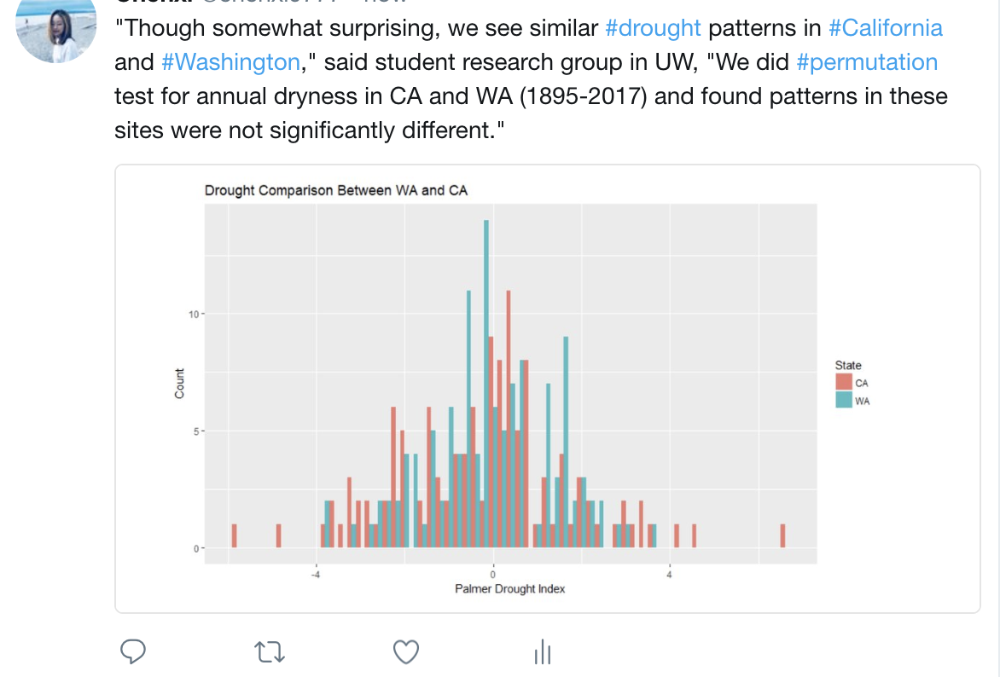 "Though somewhat surprising, we see similar #drought patterns in #California
and #Washington," said student research group in UW, "We did #permutation
test for annual dryness in CA and WA (1895-2017) and found patterns in these
sites were not significantly different."
Drought Comparison Between WA and CA
10
5
0
Count
-4
0
4
Palmer Drought Index
State
CA
WA